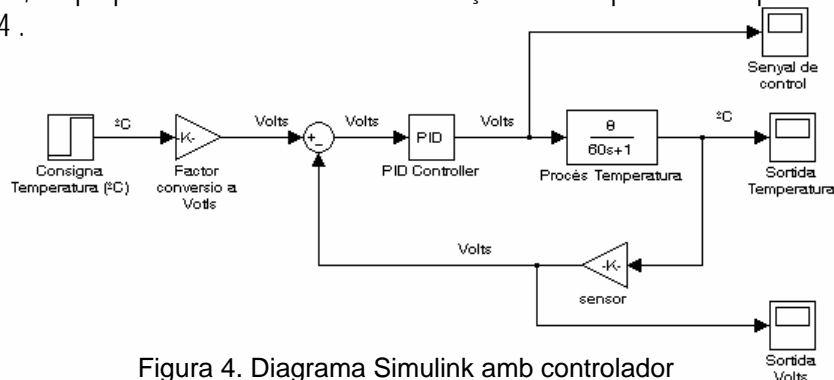 4 .
Senyal de
control
ºC
Volts
Volts
Volts
ºC
-K-
+
-
PID
8
60s+1
Consigna
Temperatura (ºC)
Factor
conversio a
Votls
PID Controller
Procés Temperatura
Sortida
Temperatura
Volts
-K-
sensor
Sortida
Volts
Figura 4. Diagrama Simulink amb controlador